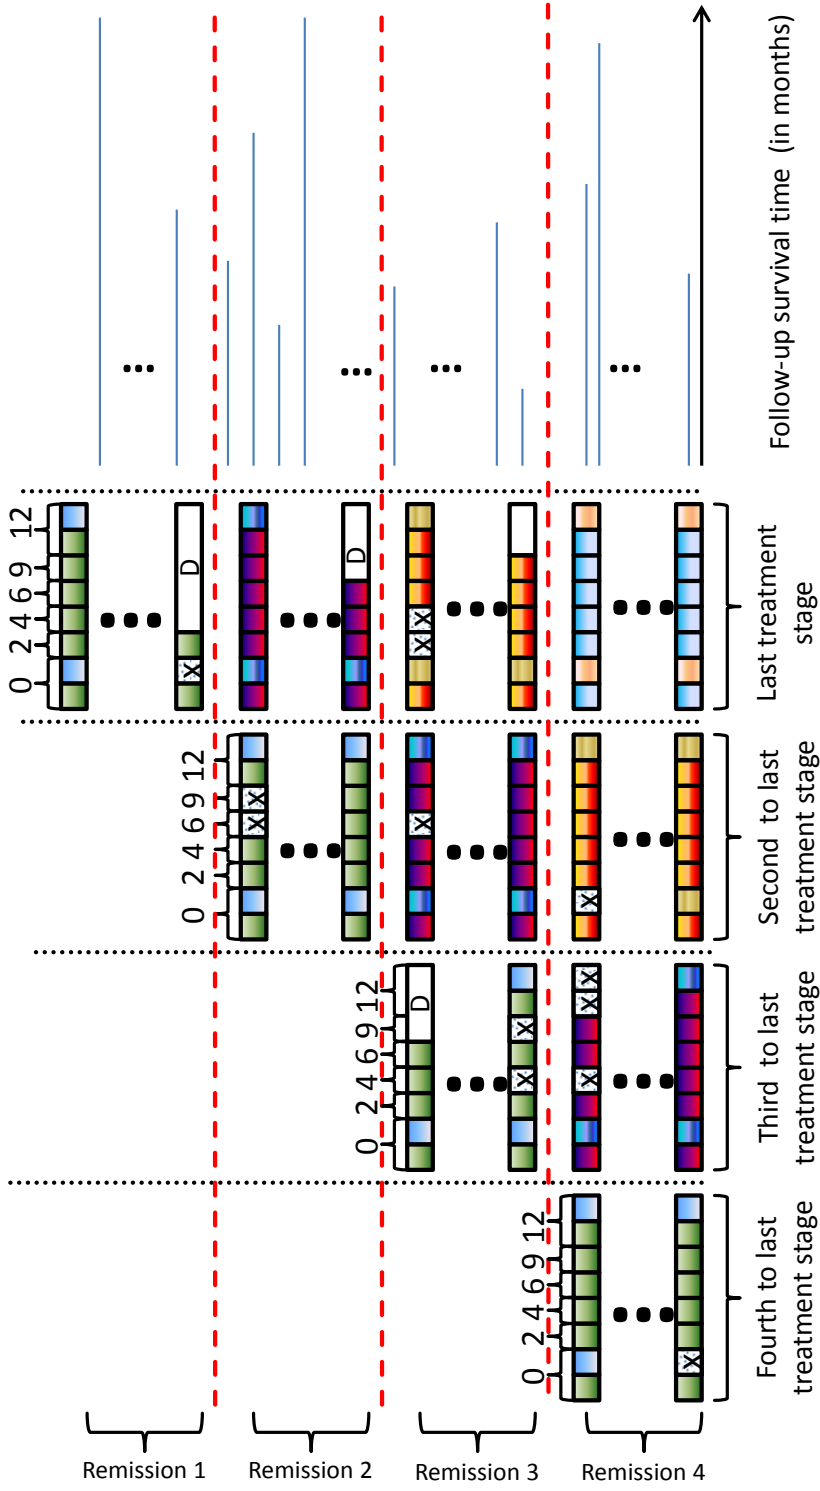 0 2 4 6 9 12
Remission 1
X D
0 2 4 6 9 12
X X
Remission 2
D
0 2 4 6 9 12
D X X X
Remission 3
X X
0 2 4 6 9 12
X X X X
Remission 4
X
Fourth to last
treatment stage
Third to last
treatment stage
Second to last
treatment stage
Last treatment
stage
Follow-up survival time (in months)